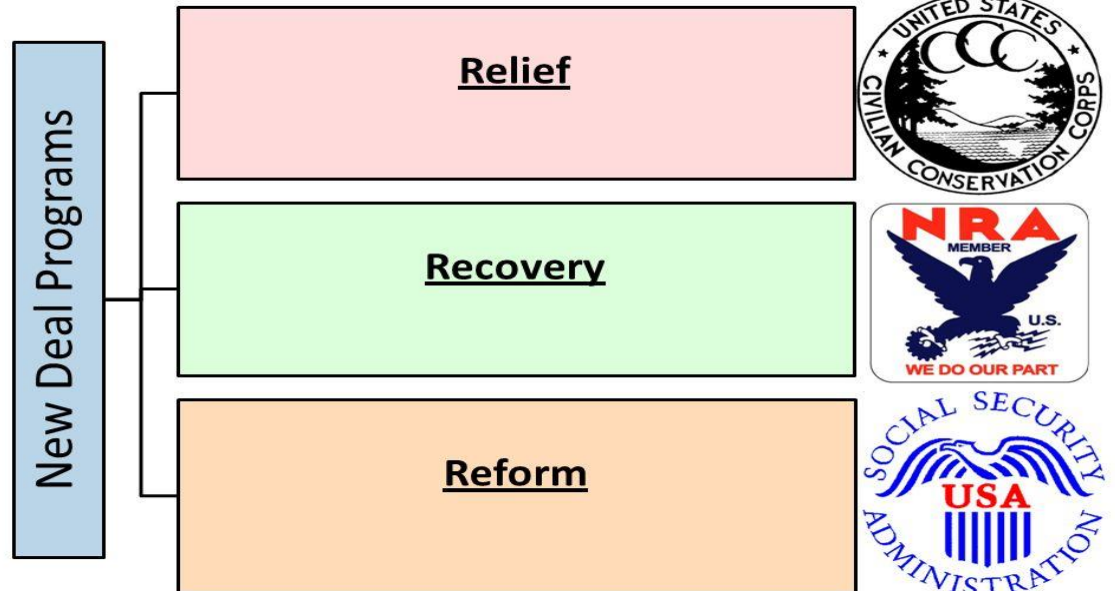 New Deal Programs
Relief
UNITED STATES
CCC
CIVILIAN CONSERVATION CORPS
Recovery
NRA
MEMBER
U.S.
WE DO OUR PART
Reform
SOCIAL SECURITY
USA
ADMINISTRATION